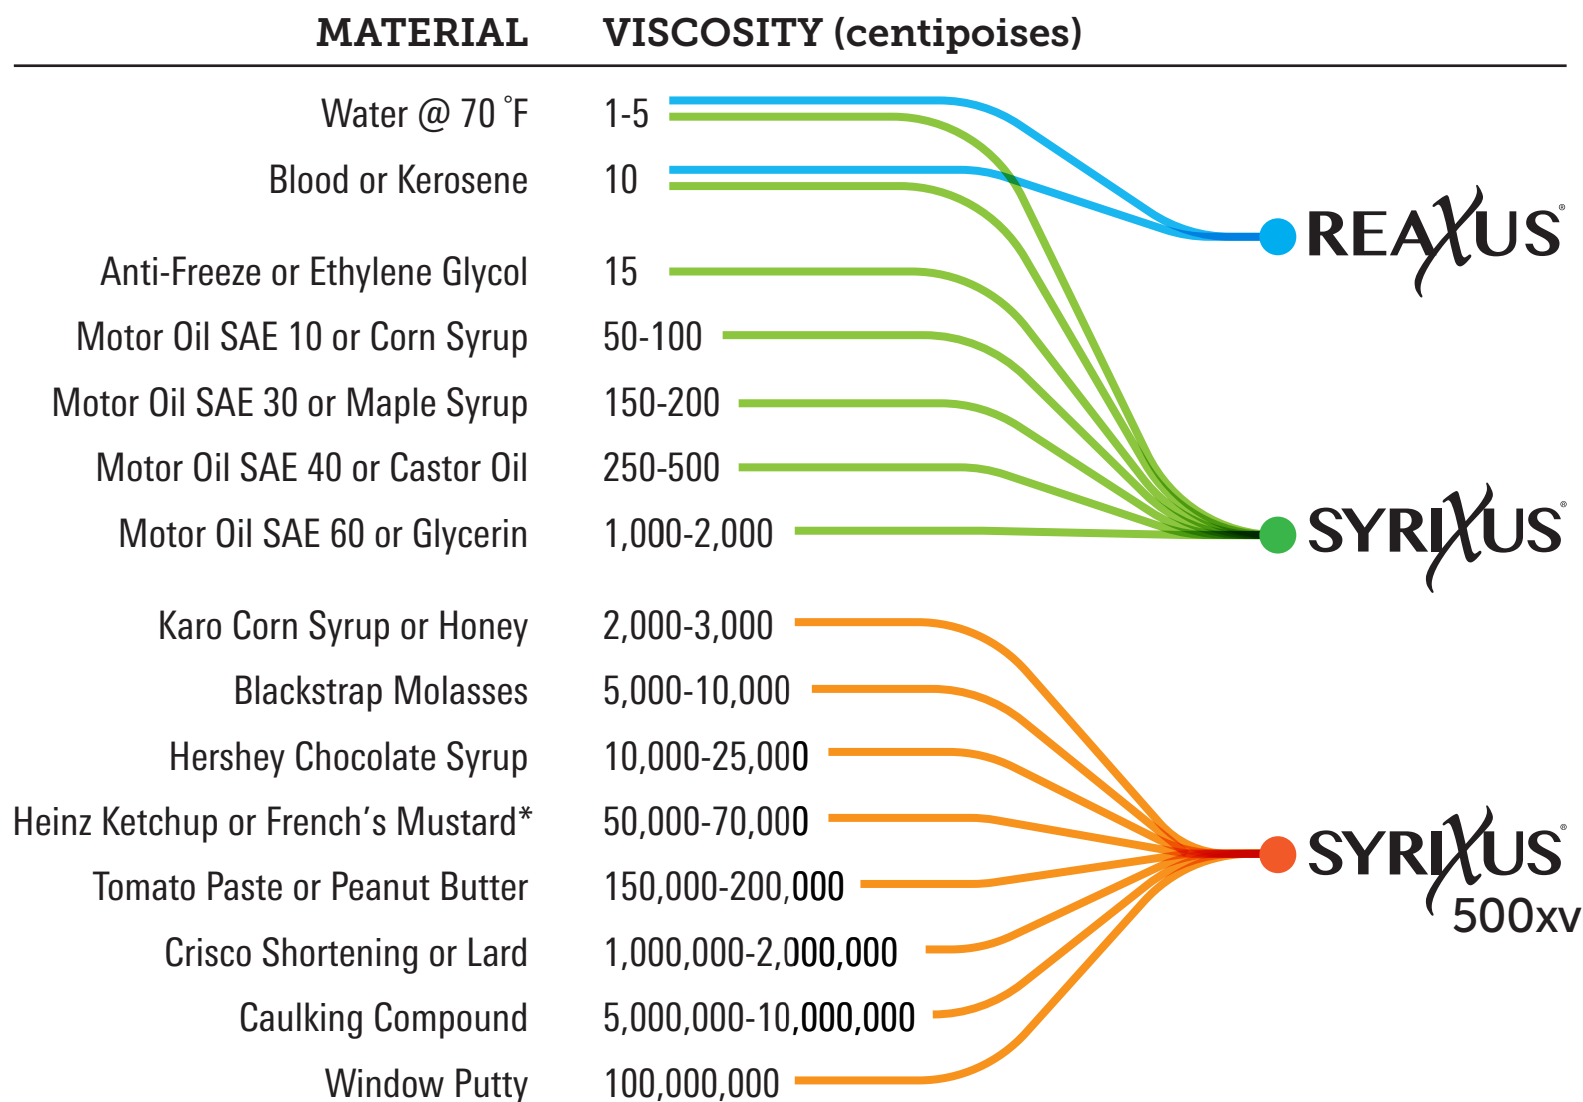 MATERIAL VISCOSITY (centipoises)
Water @ 70 ˚F 1-5
Blood or Kerosene 10
REAXUS®
Anti-Freeze or Ethylene Glycol 15
Motor Oil SAE 10 or Corn Syrup 50-100
Motor Oil SAE 30 or Maple Syrup 150-200
Motor Oil SAE 40 or Castor Oil 250-500
Motor Oil SAE 60 or Glycerin 1,000-2,000
SYRIXUS®
Karo Corn Syrup or Honey 2,000-3,000
Blackstrap Molasses 5,000-10,000
Hershey Chocolate Syrup 10,000-25,000
Heinz Ketchup or French's Mustard* 50,000-70,000
Tomato Paste or Peanut Butter 150,000-200,000
SYRIXUS®
500xv
Crisco Shortening or Lard 1,000,000-2,000,000
Caulking Compound 5,000,000-10,000,000
Window Putty 100,000,000